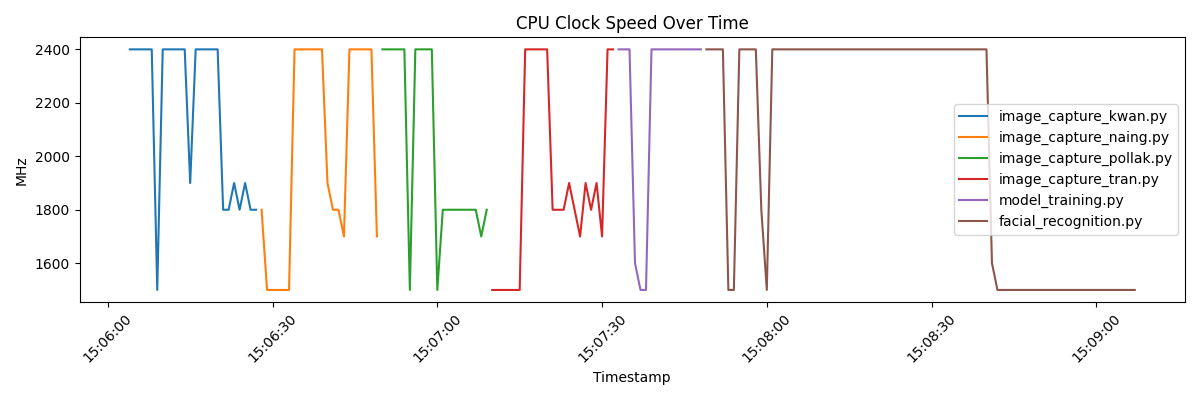 CPU Clock Speed Over Time
MHz
2400
2200
2000
1800
1600
image_capture_kwan.py
image_capture_naing.py
image_capture_pollak.py
image_capture_tran.py
model_training.py
facial_recognition.py
15:06:00
15:06:30
15:07:00
15:07:30
15:08:00
15:08:30
15:09:00
Timestamp